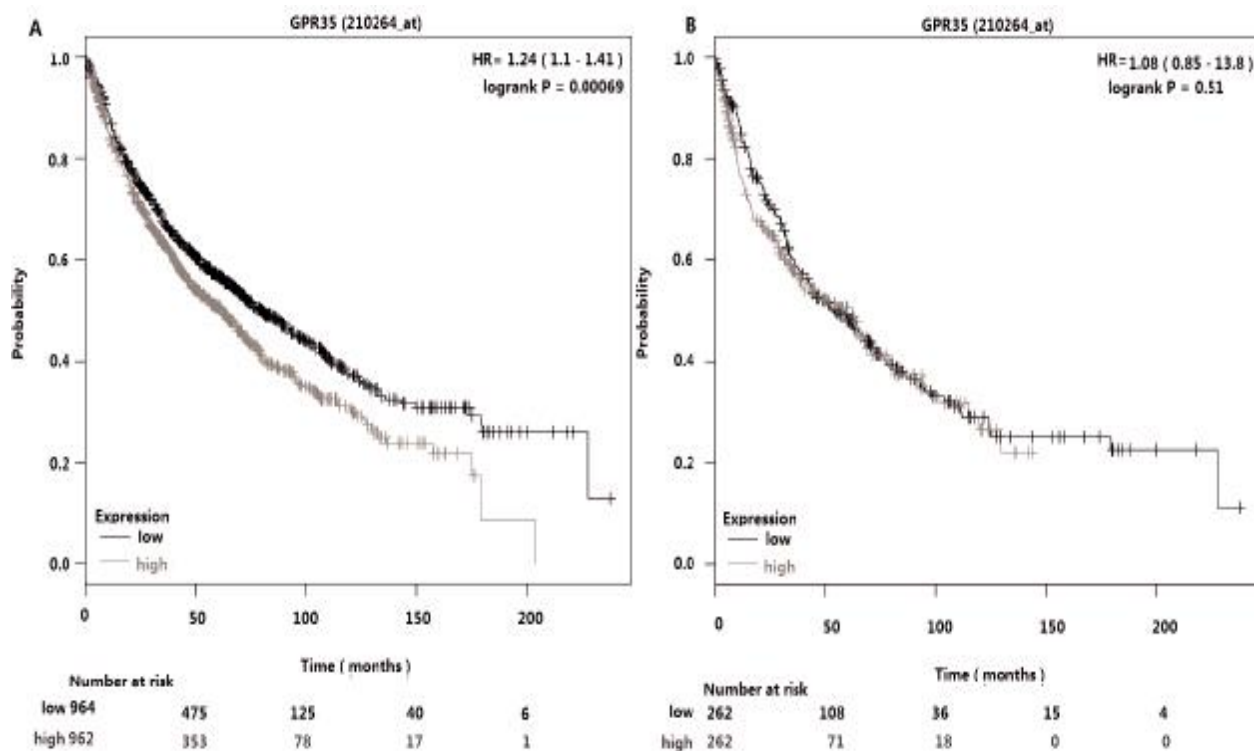 A
GPR35 (210264_at)
HR= 1.24 ( 1.1 - 1.41 )
logrank P = 0.00069
1.0
0.8
0.6
0.4
0.2
0.0
Probability
Expression
low
high
0 50 100 150 200
Time ( months )
Number at risk
low 964 475 125 40 6
high 962 353 78 17 1
B
GPR35 (210264_at)
HR= 1.08 ( 0.85 - 13.8 )
logrank P = 0.51
1.0
0.8
0.6
0.4
0.2
0.0
Probability
Expression
low
high
0 50 100 150 200
Time ( months )
Number at risk
low 262 108 36 15 4
high 262 71 18 0 0